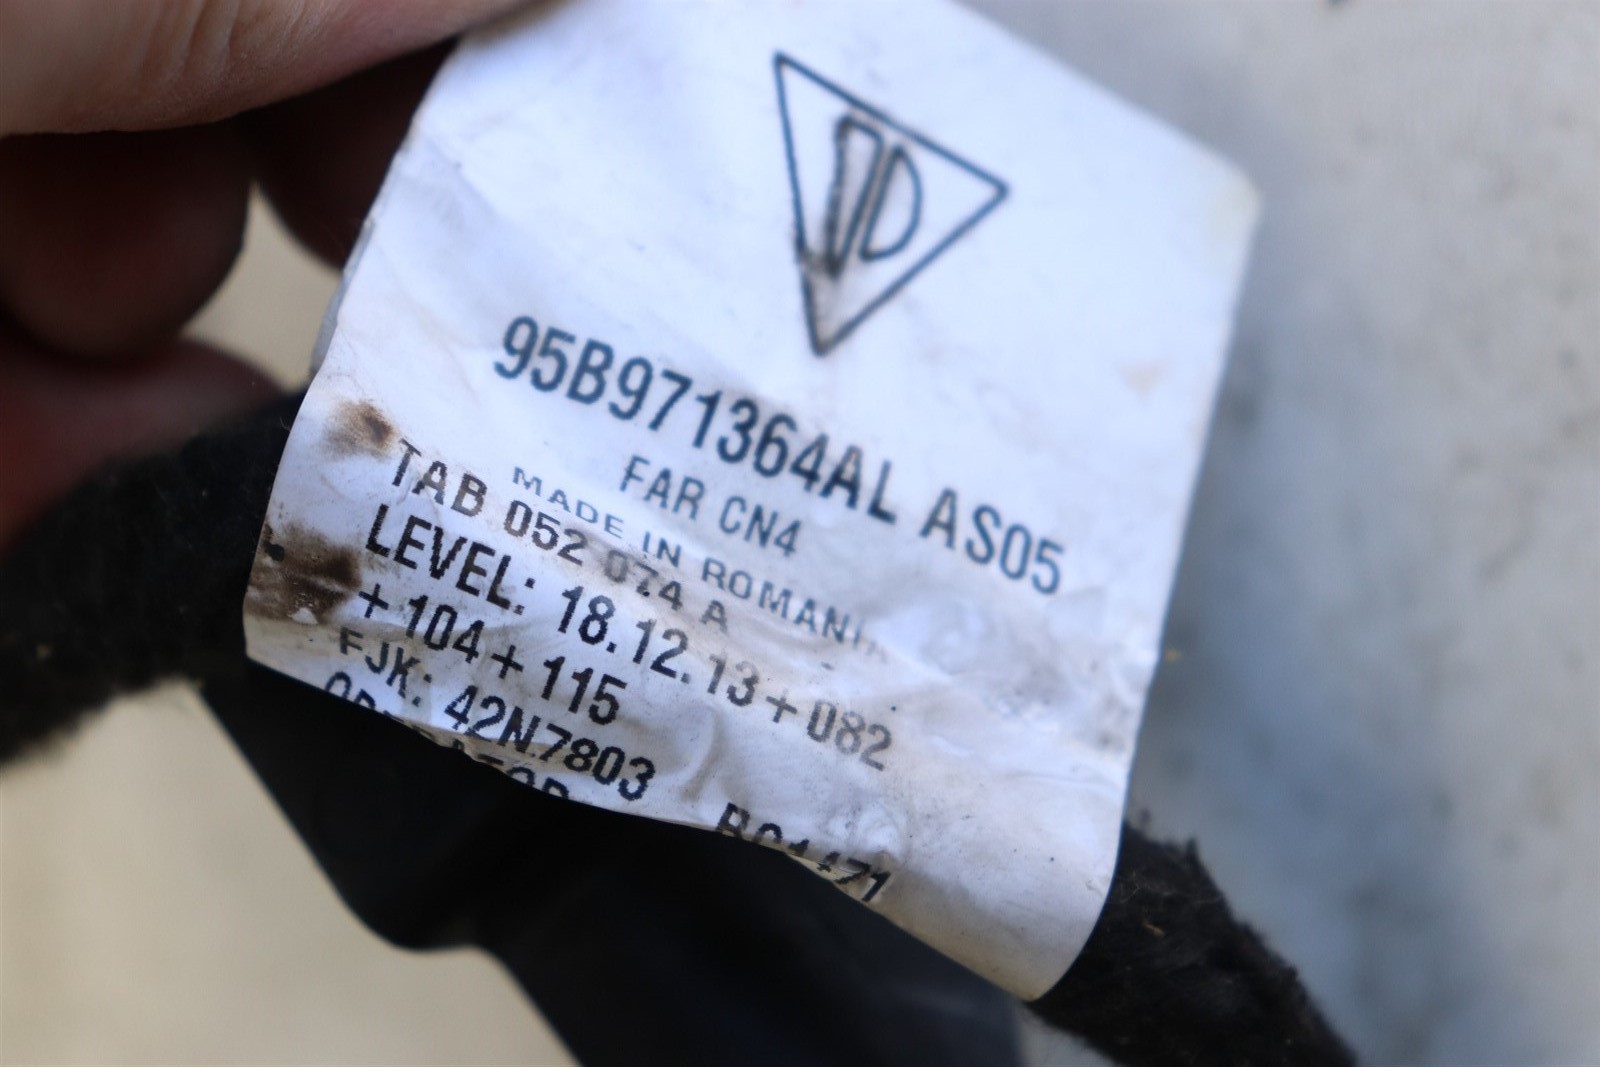 95B971364AL AS05
FAR CN4
MADE IN ROMANIA
TAB 052 074 A
LEVEL: 18.12.13+082
+104+115
FJK: 42N7803